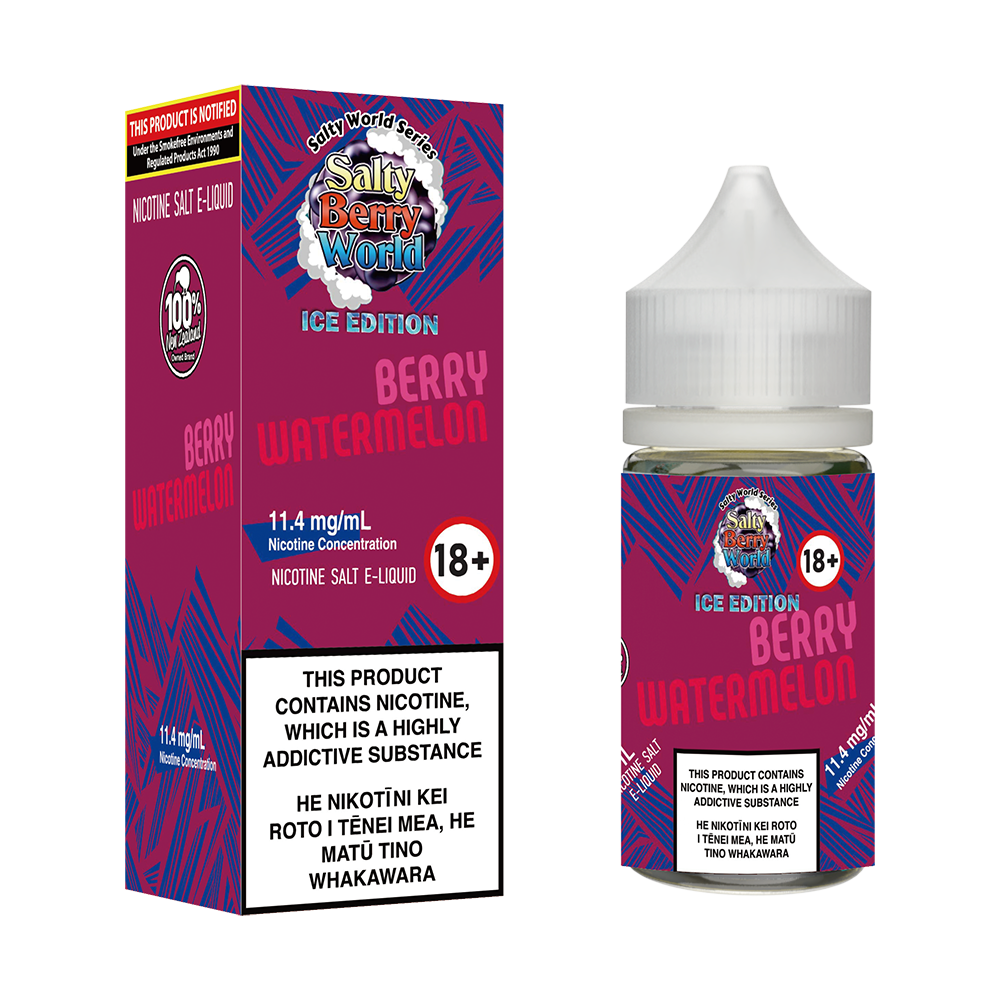 THIS PRODUCT IS NOTIFIED
Under the Smokefree Environments and
Regulated Products Act 1990
NICOTINE SALT E-LIQUID
100%
New Zealand
Owned Brand
BERRY
WATERMELON
11.4 mg/mL
Nicotine Concentration
Salty World Series
Salty
Berry
World
ICE EDITION
BERRY
WATERMELON
11.4 mg/mL
Nicotine Concentration
NICOTINE SALT E-LIQUID
18+
THIS PRODUCT
CONTAINS NICOTINE,
WHICH IS A HIGHLY
ADDICTIVE SUBSTANCE
HE NIKOTĪNI KEI
ROTO I TĒNEI MEA, HE
MATŪ TINO
WHAKAWARA
Salty World Series
Salty
Berry
World
18+
ICE EDITION
BERRY
WATERMELON
SALT
E-LIQUID
11.4 mg/mL
Nicotine
THIS PRODUCT CONTAINS
NICOTINE, WHICH IS A HIGHLY
ADDICTIVE SUBSTANCE
HE NIKOTĪNI KEI ROTO
I TĒNEI MEA, HE MATŪ
TINO WHAKAWARA